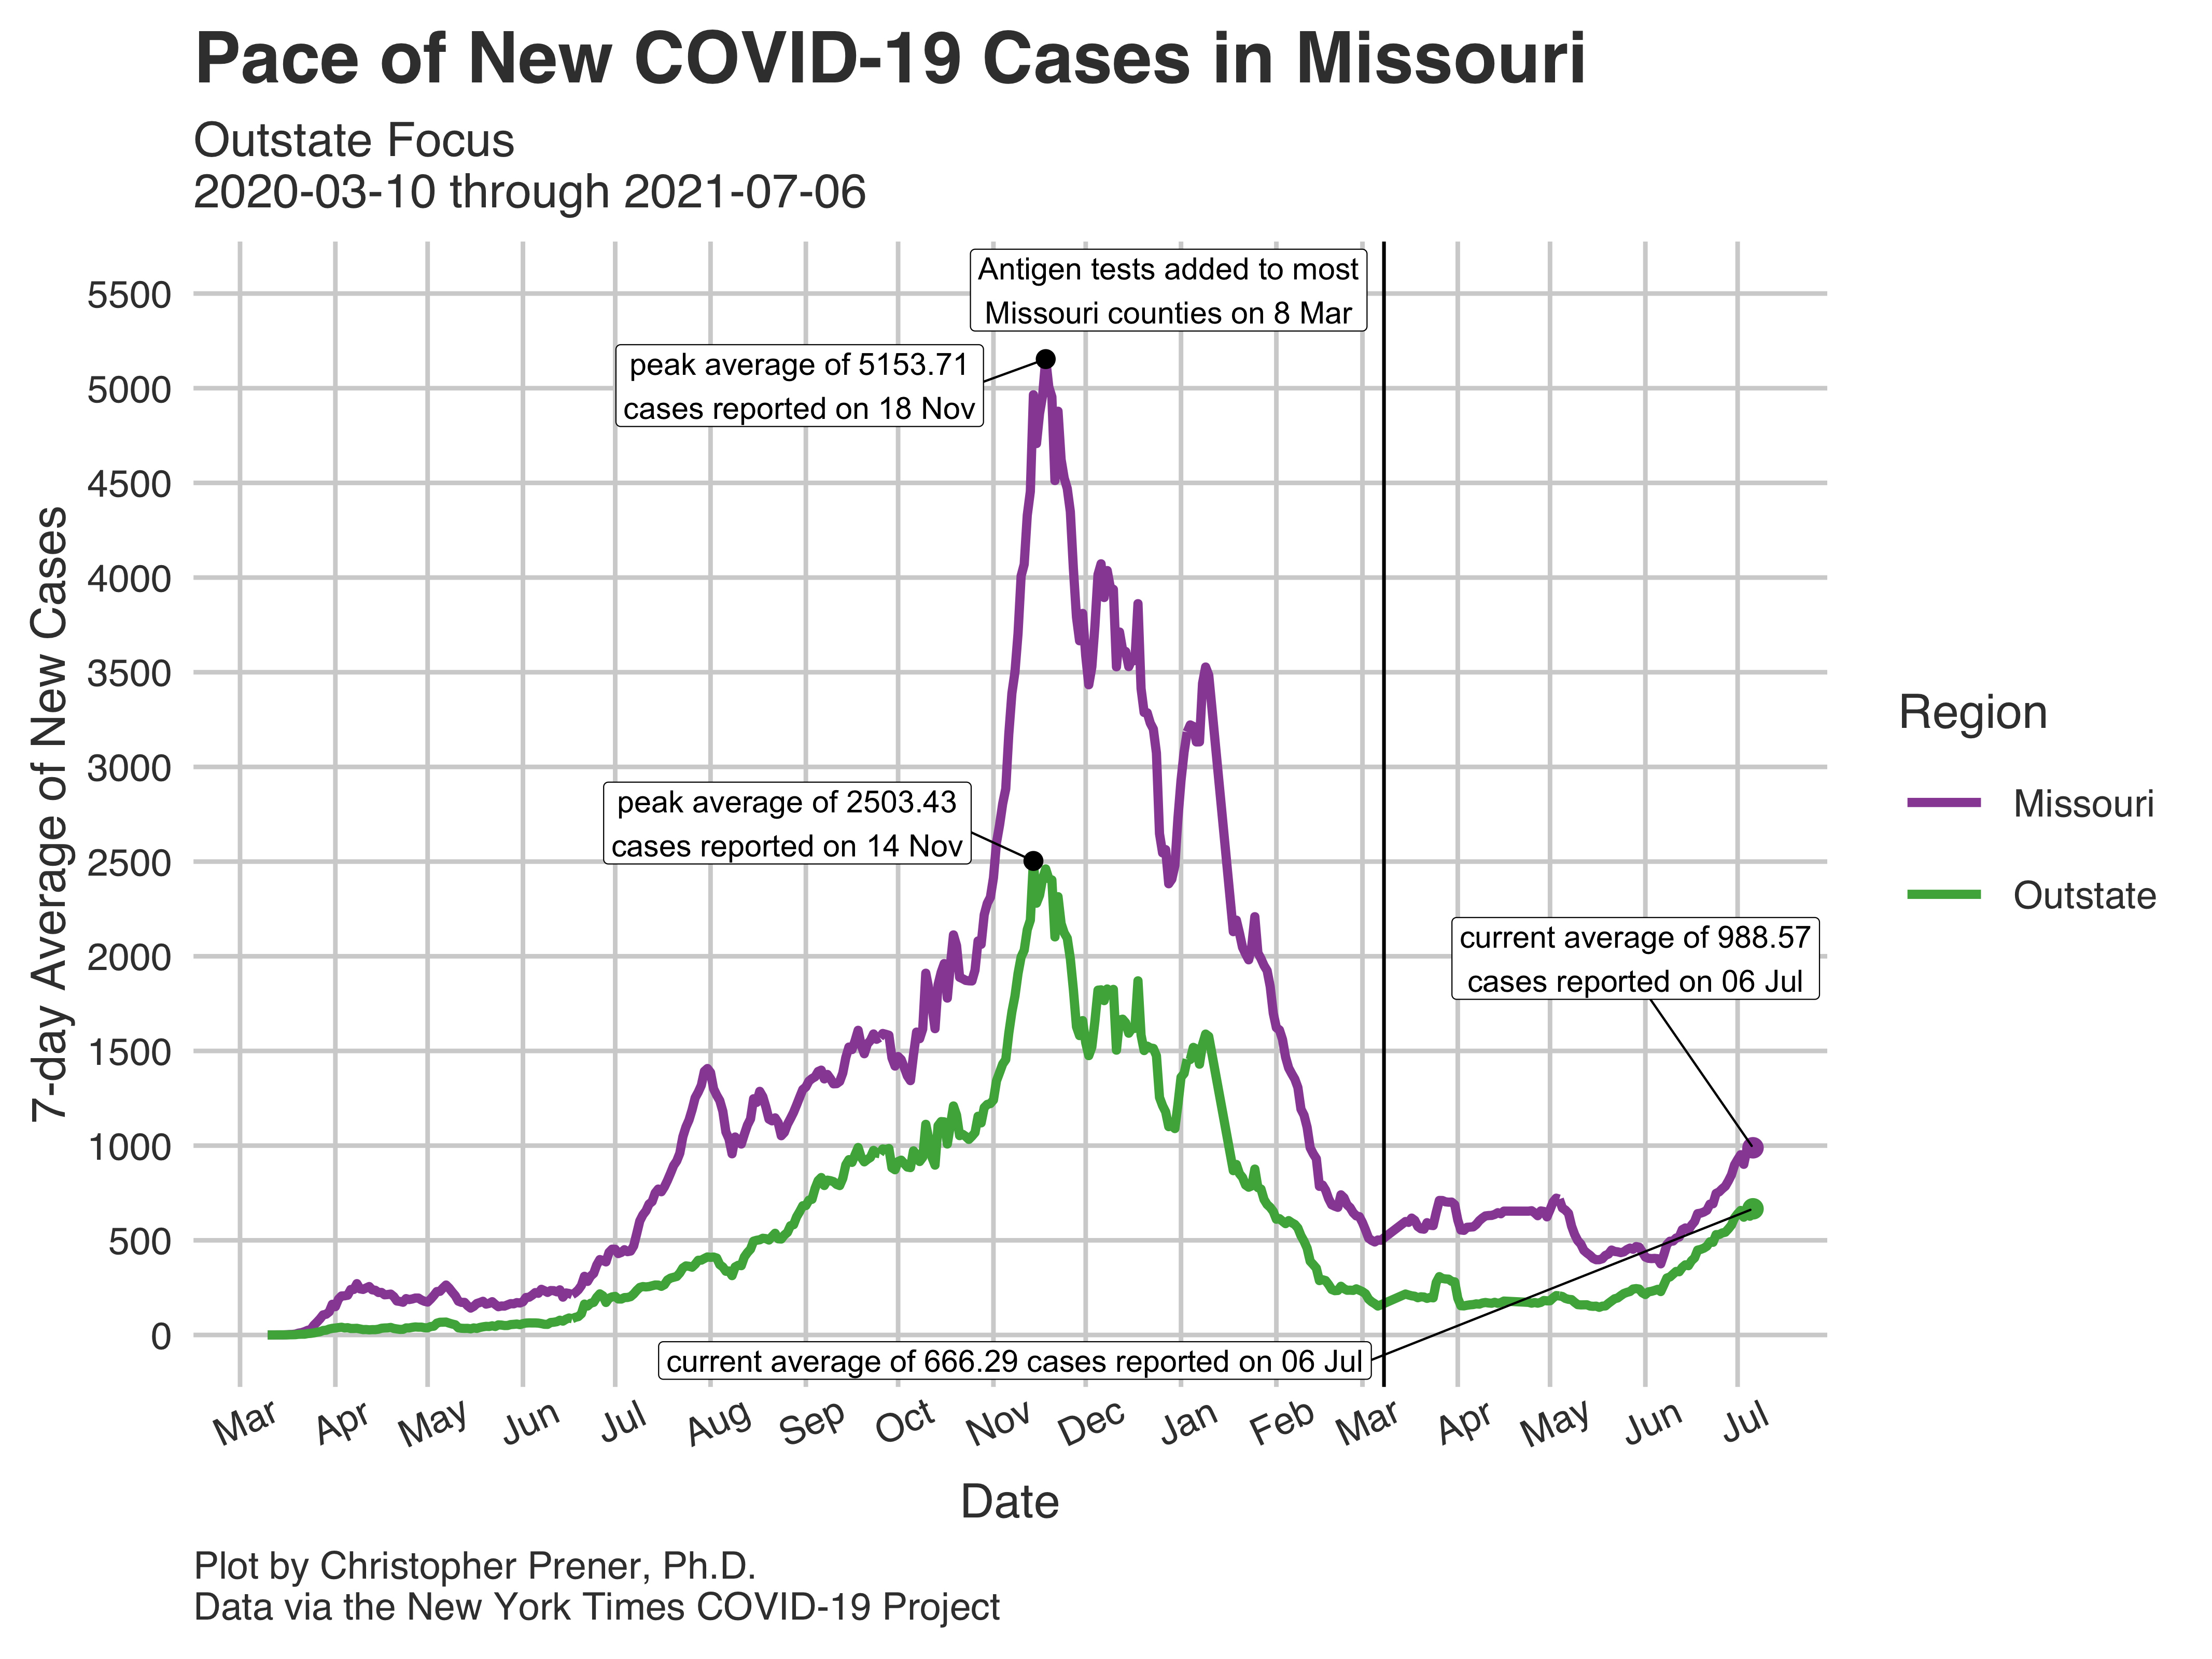 Pace of New COVID-19 Cases in Missouri
Outstate Focus
2020-03-10 through 2021-07-06
7-day Average of New Cases
5500
5000
4500
4000
3500
3000
2500
2000
1500
1000
500
0
Antigen tests added to most
Missouri counties on 8 Mar
peak average of 5153.71
cases reported on 18 Nov
peak average of 2503.43
cases reported on 14 Nov
current average of 988.57
cases reported on 06 Jul
current average of 666.29 cases reported on 06 Jul
Mar Apr May Jun Jul Aug Sep Oct Nov Dec Jan Feb Mar Apr May Jun Jul
Date
Region
Missouri
Outstate
Plot by Christopher Prener, Ph.D.
Data via the New York Times COVID-19 Project